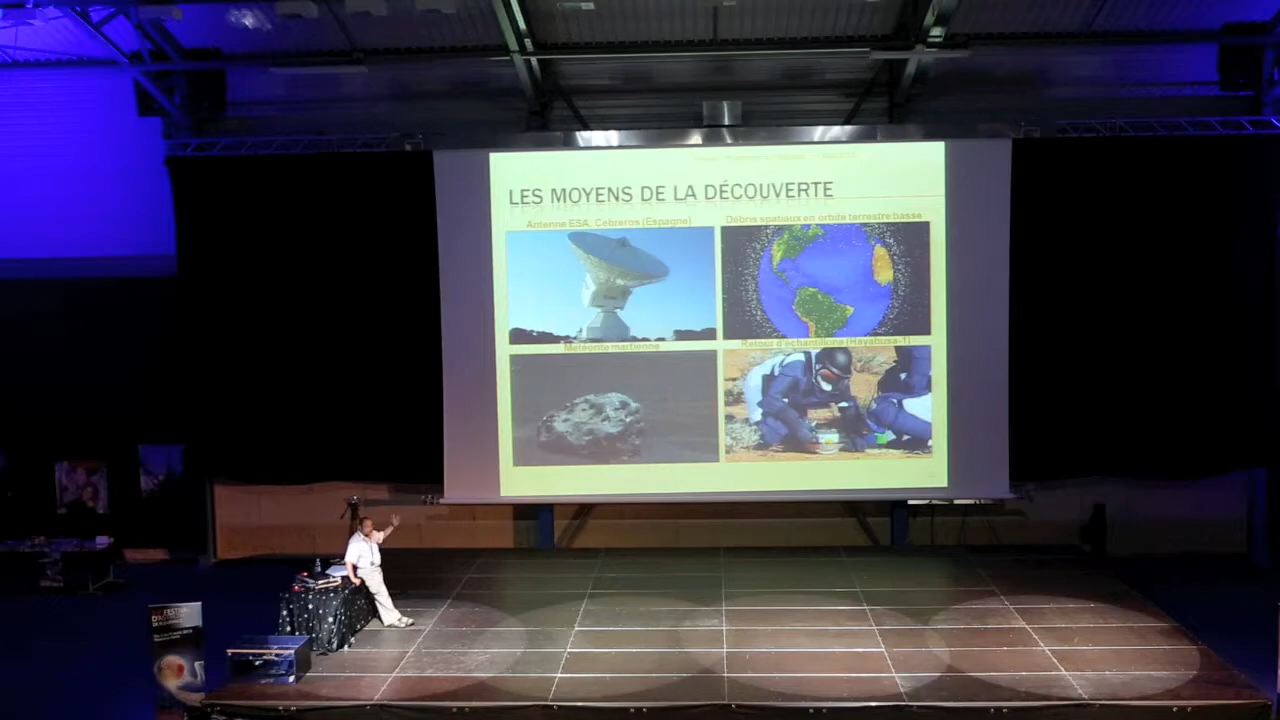 LES MOYENS DE LA DÉCOUVERTE
Antenne ESA, Cebreros (Espagne)
Débris spatiaux en orbite terrestre basse
Météorite martienne
Retour d'échantillons (Hayabusa-1)
FESTIVAL